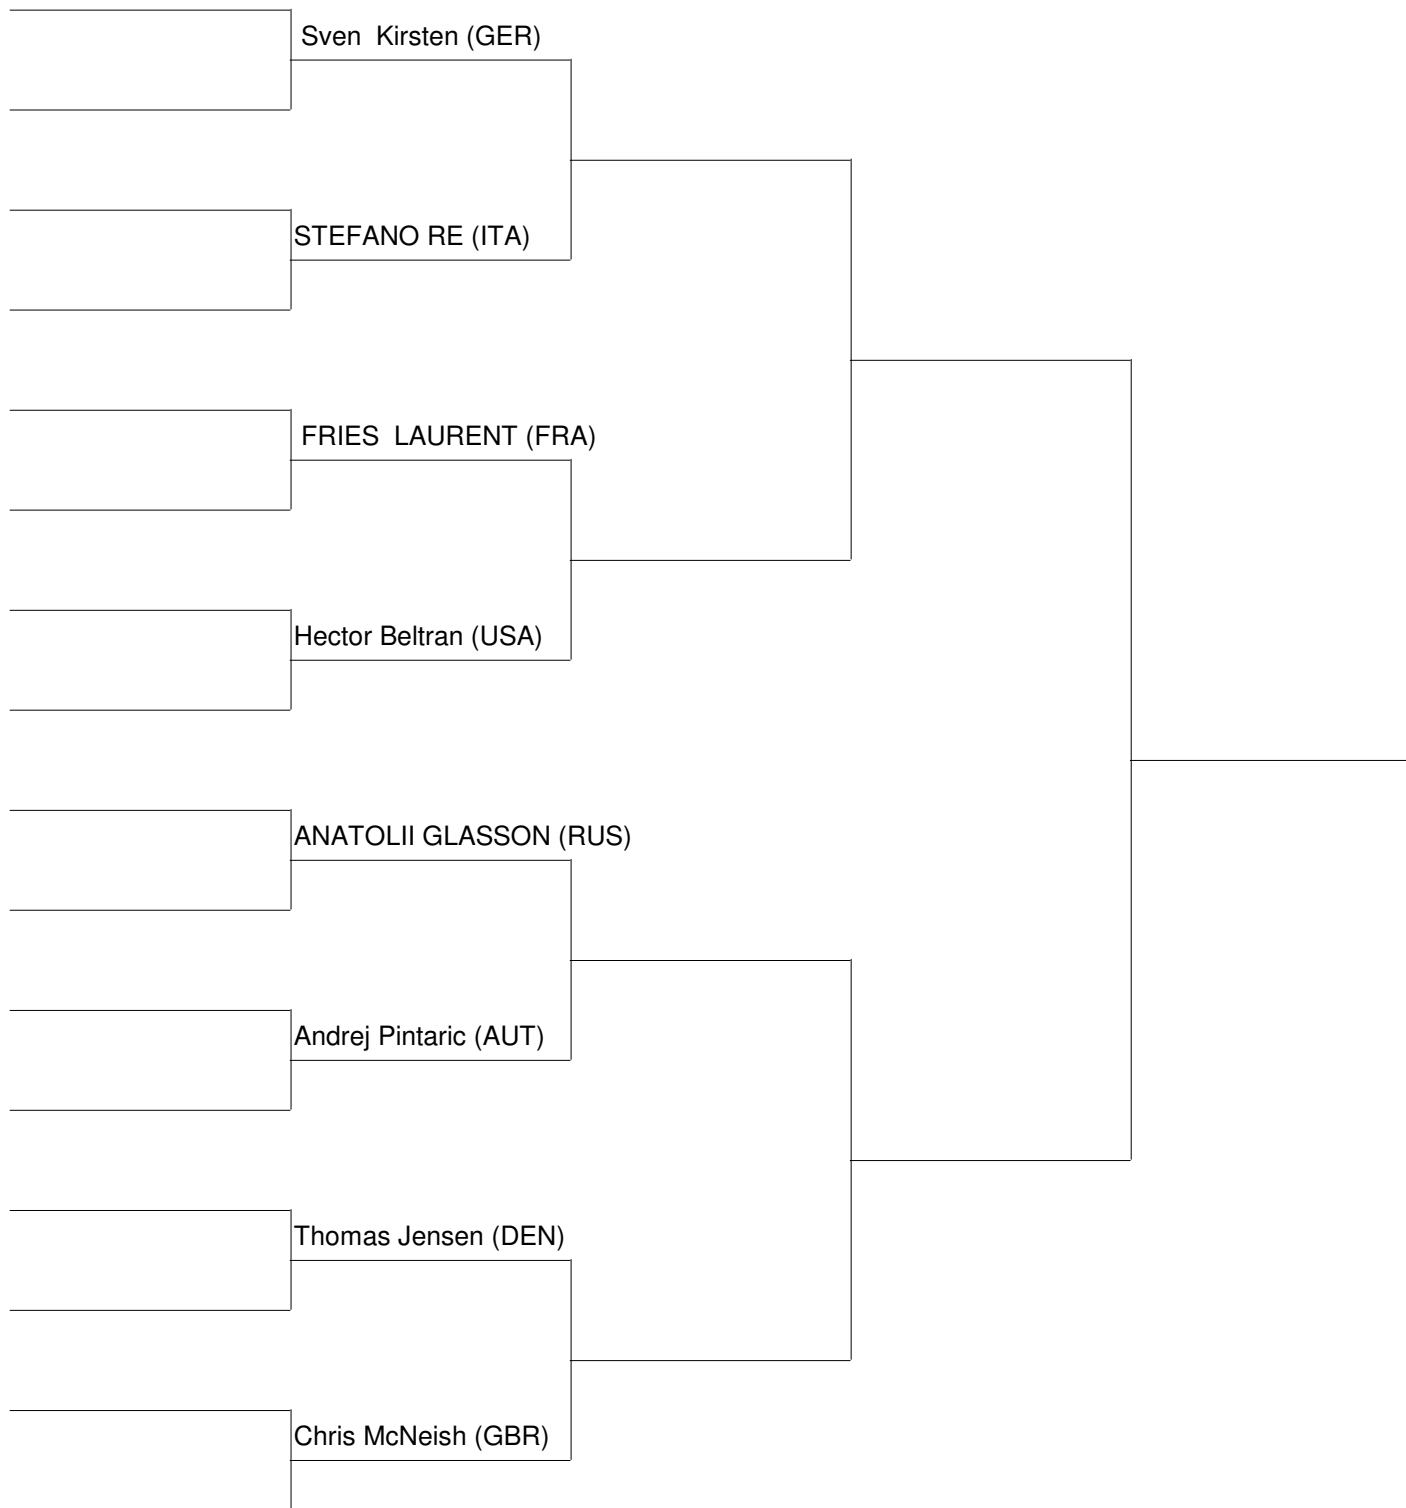 Sven  Kirsten (GER)
STEFANO RE (ITA)
FRIES  LAURENT (FRA)
Hector Beltran (USA)
ANATOLII GLASSON (RUS)
Andrej Pintaric (AUT)
Thomas Jensen (DEN)
Chris McNeish (GBR)